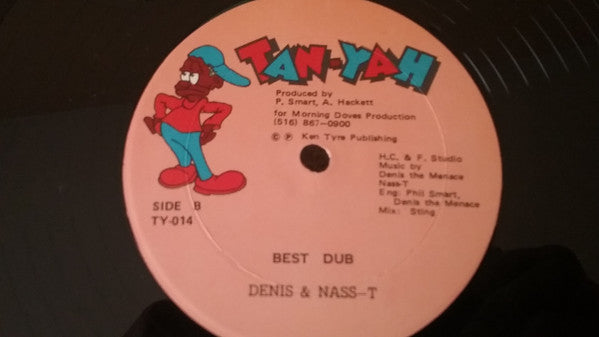 TAN-YAH
Produced by
P. Smart, A. Hackett
for Morning Doves Production
(516) 867-0900
© ℗ Ken Tyre Publishing
H.C. & F. Studio
Music by
Denis the Menace
Nass-T
Eng: Phil Smart,
Denis the Menace
Mix: Sting
SIDE B
TY-014
BEST DUB
DENIS & NASS-T